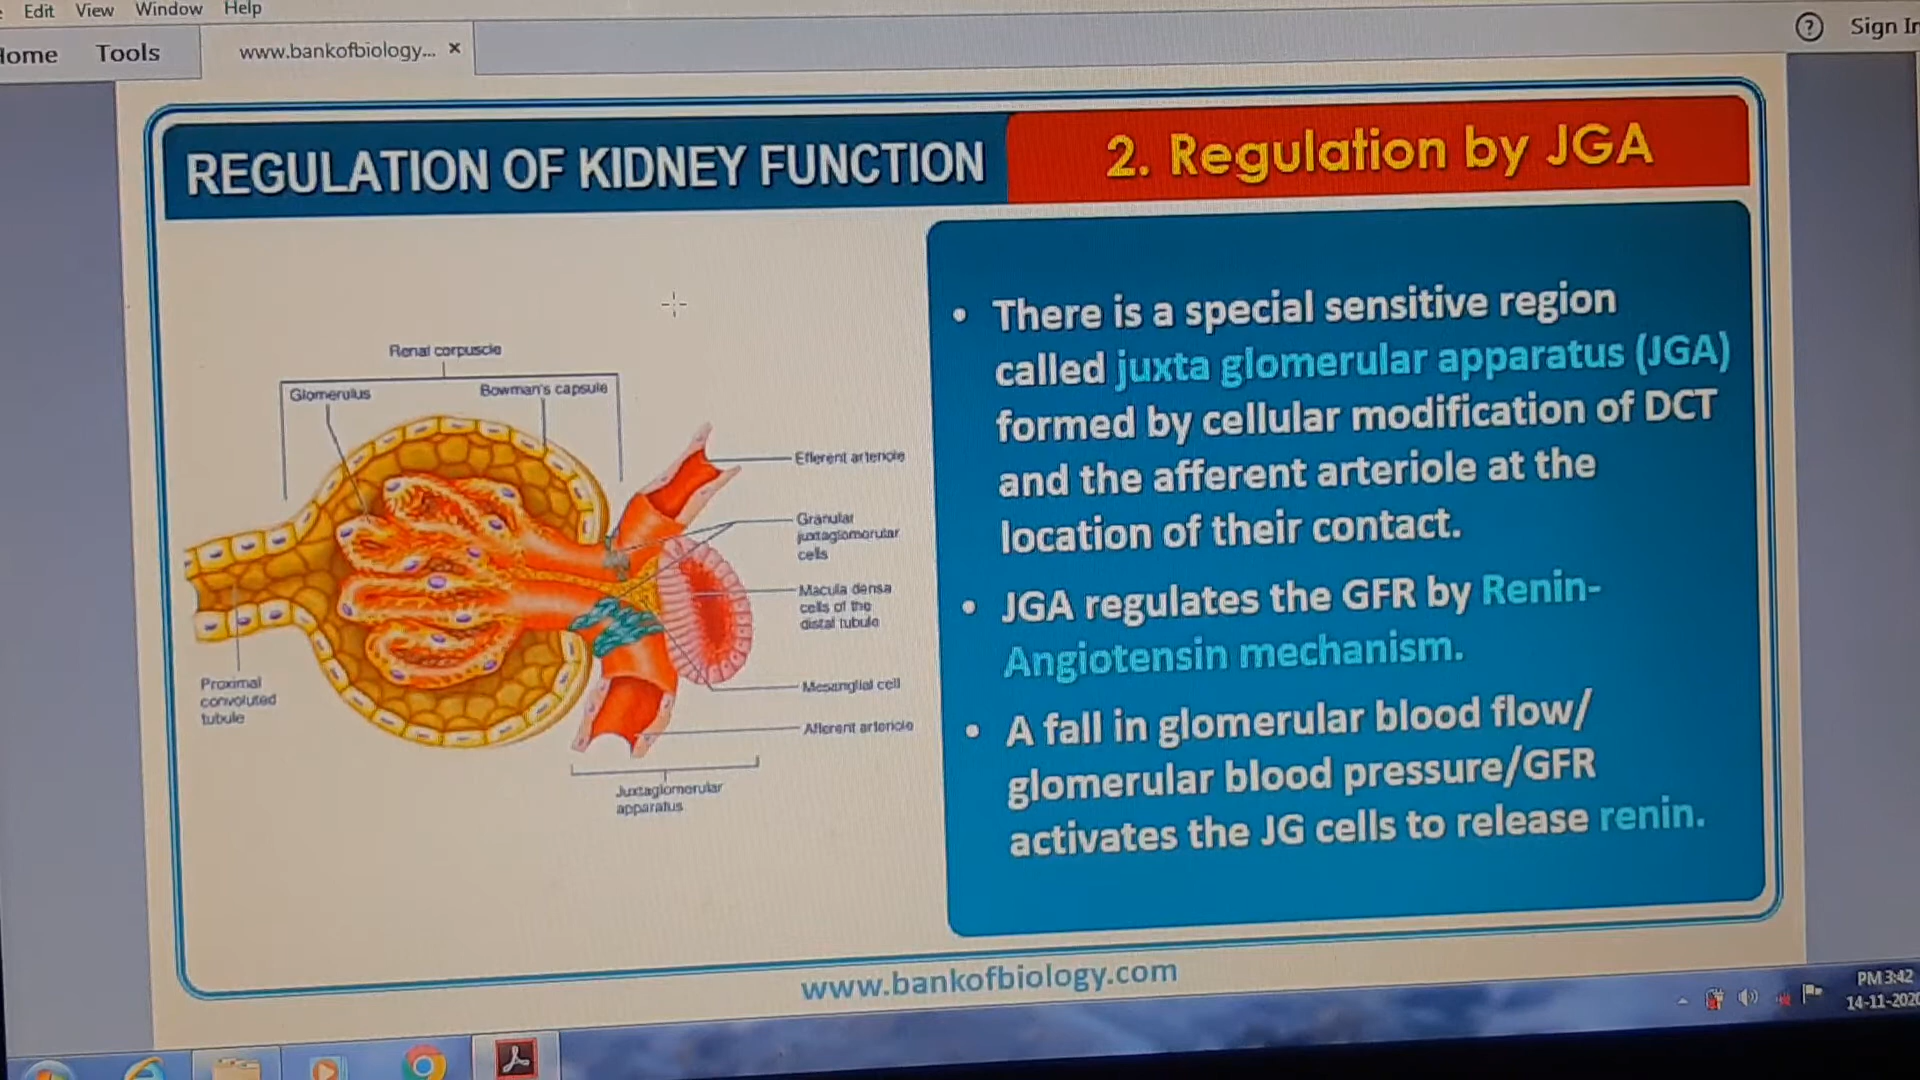 Edit View Window Help
Home Tools www.bankofbiology... × ? Sign In
REGULATION OF KIDNEY FUNCTION
2. Regulation by JGA
Renal corpuscle
Glomerulus
Bowman's capsule
Efferent arteriole
Granular
juxtaglomerular
cells
Macula densa
cells of the
distal tubule
Mesanglial cell
Afferent arteriole
Proximal
convoluted
tubule
Juxtaglomerular
apparatus
• There is a special sensitive region
called juxta glomerular apparatus (JGA)
formed by cellular modification of DCT
and the afferent arteriole at the
location of their contact.
• JGA regulates the GFR by Renin-
Angiotensin mechanism.
• A fall in glomerular blood flow/
glomerular blood pressure/GFR
activates the JG cells to release renin.
www.bankofbiology.com
PM 3:42
14-11-2020